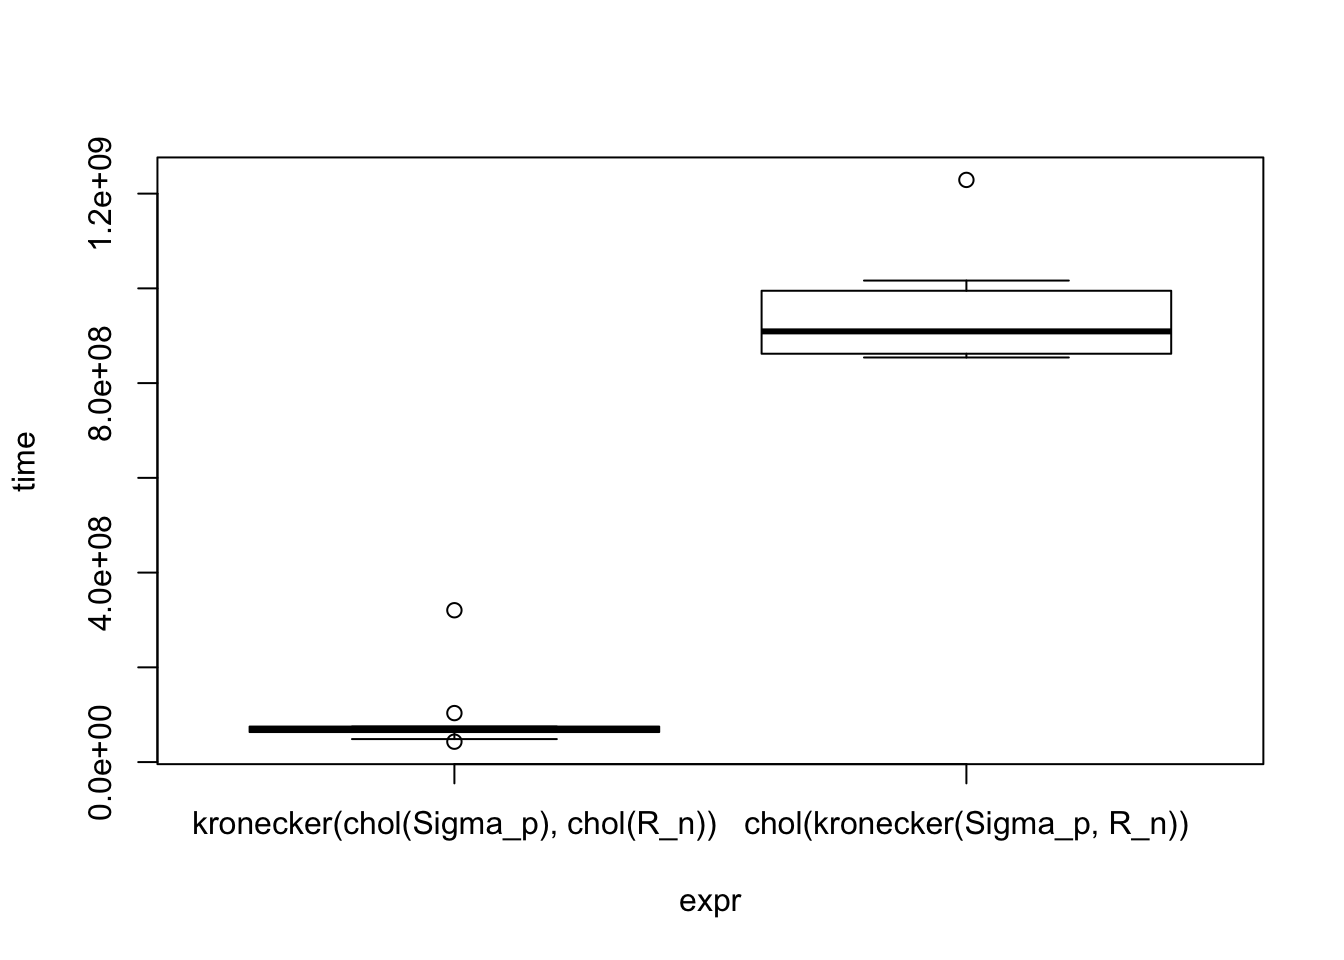 1.2e+09
8.0e+08
4.0e+08
0.0e+00
time
kronecker(chol(Sigma_p), chol(R_n)) chol(kronecker(Sigma_p, R_n))
expr